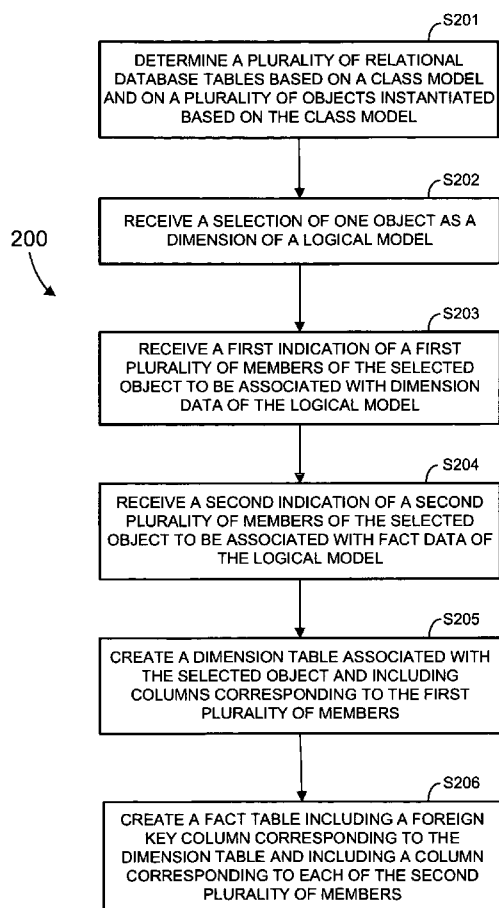 S201
DETERMINE A PLURALITY OF RELATIONAL
DATABASE TABLES BASED ON A CLASS MODEL
AND ON A PLURALITY OF OBJECTS INSTANTIATED
BASED ON THE CLASS MODEL
S202
RECEIVE A SELECTION OF ONE OBJECT AS A
DIMENSION OF A LOGICAL MODEL
200
S203
RECEIVE A FIRST INDICATION OF A FIRST
PLURALITY OF MEMBERS OF THE SELECTED
OBJECT TO BE ASSOCIATED WITH DIMENSION
DATA OF THE LOGICAL MODEL
S204
RECEIVE A SECOND INDICATION OF A SECOND
PLURALITY OF MEMBERS OF THE SELECTED
OBJECT TO BE ASSOCIATED WITH FACT DATA OF
THE LOGICAL MODEL
S205
CREATE A DIMENSION TABLE ASSOCIATED WITH
THE SELECTED OBJECT AND INCLUDING
COLUMNS CORRESPONDING TO THE FIRST
PLURALITY OF MEMBERS
S206
CREATE A FACT TABLE INCLUDING A FOREIGN
KEY COLUMN CORRESPONDING TO THE
DIMENSION TABLE AND INCLUDING A COLUMN
CORRESPONDING TO EACH OF THE SECOND
PLURALITY OF MEMBERS